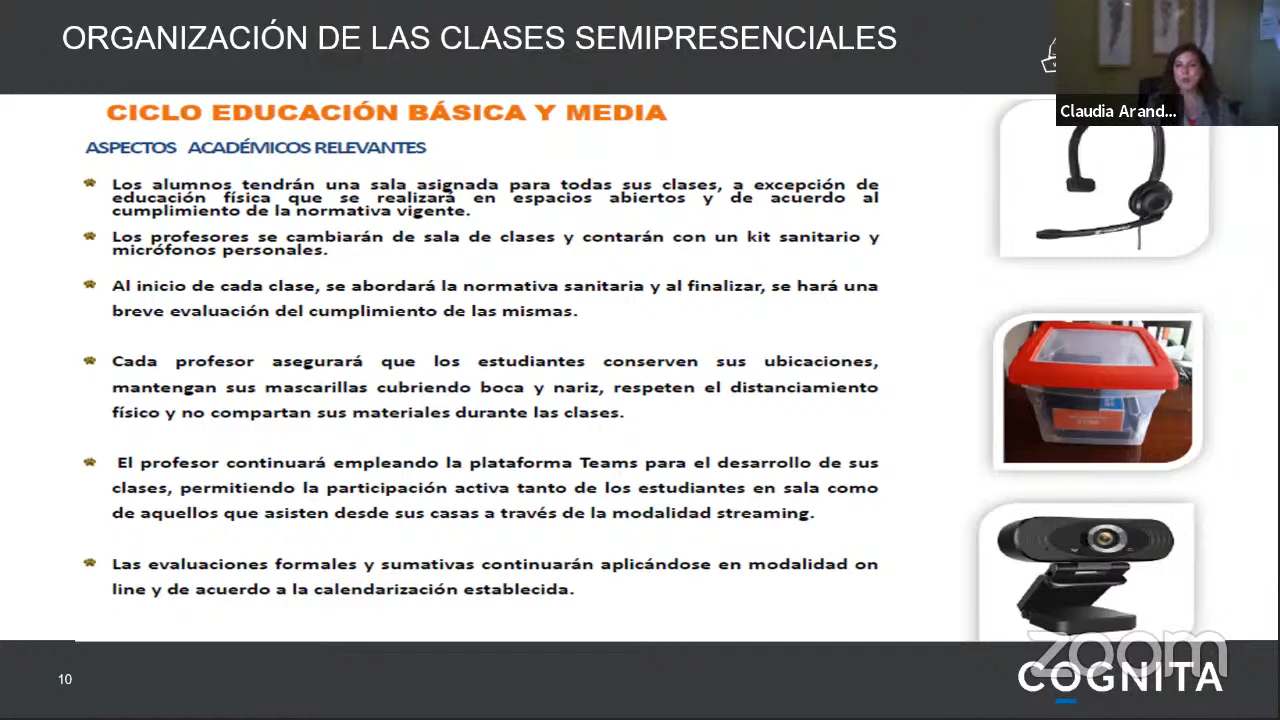 ORGANIZACIÓN DE LAS CLASES SEMIPRESENCIALES
Claudia Arand...
CICLO EDUCACIÓN BÁSICA Y MEDIA
ASPECTOS ACADÉMICOS RELEVANTES
Los alumnos tendrán una sala asignada para todas sus clases, a excepción de
educación física que se realizará en espacios abiertos y de acuerdo al
cumplimiento de la normativa vigente.
Los profesores se cambiarán de sala de clases y contarán con un kit sanitario y
micrófonos personales.
Al inicio de cada clase, se abordará la normativa sanitaria y al finalizar, se hará una
breve evaluación del cumplimiento de las mismas.
Cada profesor asegurará que los estudiantes conserven sus ubicaciones,
mantengan sus mascarillas cubriendo boca y nariz, respeten el distanciamiento
físico y no compartan sus materiales durante las clases.
El profesor continuará empleando la plataforma Teams para el desarrollo de sus
clases, permitiendo la participación activa tanto de los estudiantes en sala como
de aquellos que asisten desde sus casas a través de la modalidad streaming.
Las evaluaciones formales y sumativas continuarán aplicándose en modalidad on
line y de acuerdo a la calendarización establecida.
zoom
10
COGNITA